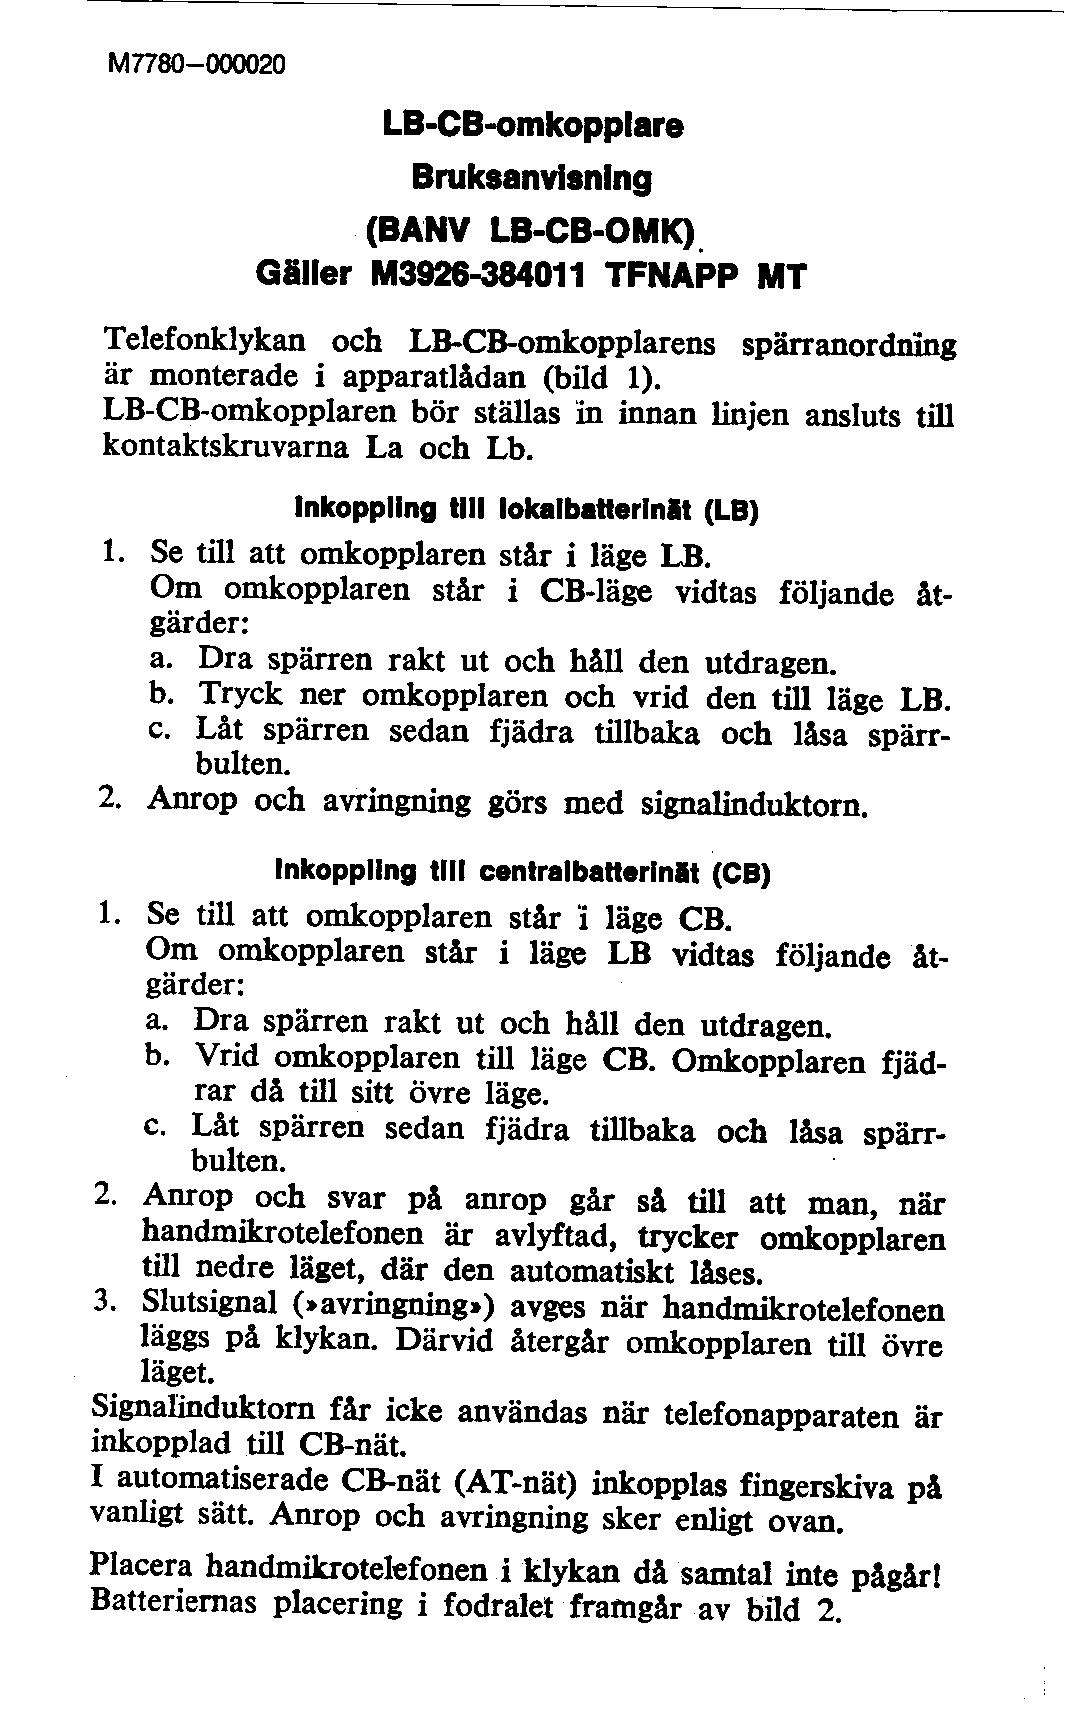 M7780—000020
LB-CB-omkopplare
Bruksanvisning
(BANV LB-CB-OMK)
Gäller M3926-384011 TFNAPP MT
Telefonklykan och LB-CB-omkopplarens spärranordning
är monterade i apparatlådan (bild 1).
LB-CB-omkopplaren bör ställas in innan linjen ansluts till
kontaktskruvarna La och Lb.
Inkoppling till lokalbatterinät (LB)
1. Se till att omkopplaren står i läge LB.
Om omkopplaren står i CB-läge vidtas följande åt-
gärder:
a. Dra spärren rakt ut och håll den utdragen.
b. Tryck ner omkopplaren och vrid den till läge LB.
c. Låt spärren sedan fjädra tillbaka och låsa spärr-
bulten.
2. Anrop och avringning görs med signalinduktorn.
Inkoppling till centralbatterinät (CB)
1. Se till att omkopplaren står i läge CB.
Om omkopplaren står i läge LB vidtas följande åt-
gärder:
a. Dra spärren rakt ut och håll den utdragen.
b. Vrid omkopplaren till läge CB. Omkopplaren fjäd-
rar då till sitt övre läge.
c. Låt spärren sedan fjädra tillbaka och låsa spärr-
bulten.
2. Anrop och svar på anrop går så till att man, när
handmikrotelefonen är avlyftad, trycker omkopplaren
till nedre läget, där den automatiskt låses.
3. Slutsignal (»avringning») avges när handmikrotelefonen
läggs på klykan. Därvid återgår omkopplaren till övre
läget.
Signalinduktorn får icke användas när telefonapparaten är
inkopplad till CB-nät.
I automatiserade CB-nät (AT-nät) inkopplas fingerskiva på
vanligt sätt. Anrop och avringning sker enligt ovan.
Placera handmikrotelefonen i klykan då samtal inte pågår!
Batteriernas placering i fodralet framgår av bild 2.